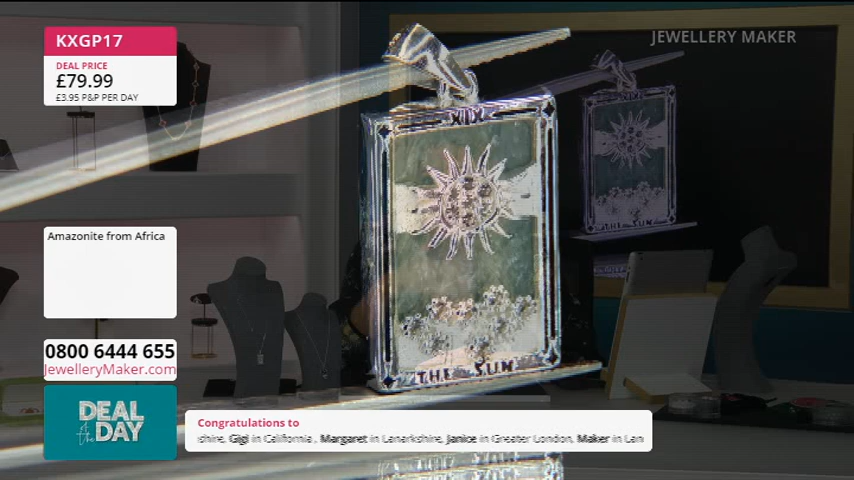 KXGP17
DEAL PRICE
£79.99
£3.95 P&P PER DAY
JEWELLERY MAKER
XIX
THE SUN
THE SUN
Amazonite from Africa
0800 6444 655
JewelleryMaker.com
DEAL
of the
DAY
Congratulations to
shire, Gigi in California, Margaret in Lanarkshire, Janice in Greater London, Maker in Lan